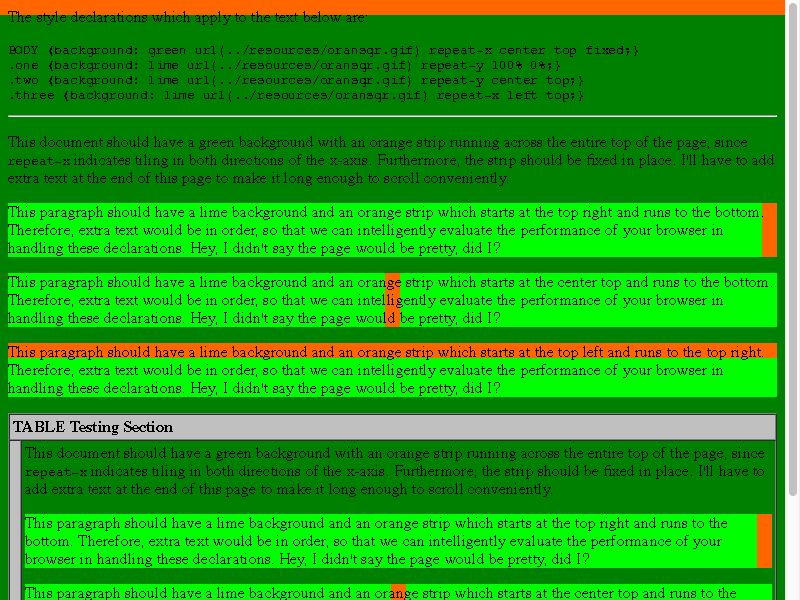 The style declarations which apply to the text below are:
BODY {background: green url(../resources/oransqr.gif) repeat-x center top fixed;}
.one {background: lime url(../resources/oransqr.gif) repeat-y 100% 0%;}
.two {background: lime url(../resources/oransqr.gif) repeat-y center top;}
.three {background: lime url(../resources/oransqr.gif) repeat-x left top;}
This document should have a green background with an orange strip running across the entire top of the page, since
repeat-x indicates tiling in both directions of the x-axis. Furthermore, the strip should be fixed in place. I'll have to add
extra text at the end of this page to make it long enough to scroll conveniently.
This paragraph should have a lime background and an orange strip which starts at the top right and runs to the bottom.
Therefore, extra text would be in order, so that we can intelligently evaluate the performance of your browser in
handling these declarations. Hey, I didn't say the page would be pretty, did I?
This paragraph should have a lime background and an orange strip which starts at the center top and runs to the bottom.
Therefore, extra text would be in order, so that we can intelligently evaluate the performance of your browser in
handling these declarations. Hey, I didn't say the page would be pretty, did I?
This paragraph should have a lime background and an orange strip which starts at the top left and runs to the top right.
Therefore, extra text would be in order, so that we can intelligently evaluate the performance of your browser in
handling these declarations. Hey, I didn't say the page would be pretty, did I?
TABLE Testing Section
This document should have a green background with an orange strip running across the entire top of the page, since
repeat-x indicates tiling in both directions of the x-axis. Furthermore, the strip should be fixed in place. I'll have to
add extra text at the end of this page to make it long enough to scroll conveniently.
This paragraph should have a lime background and an orange strip which starts at the top right and runs to the
bottom. Therefore, extra text would be in order, so that we can intelligently evaluate the performance of your
browser in handling these declarations. Hey, I didn't say the page would be pretty, did I?
This paragraph should have a lime background and an orange strip which starts at the center top and runs to the